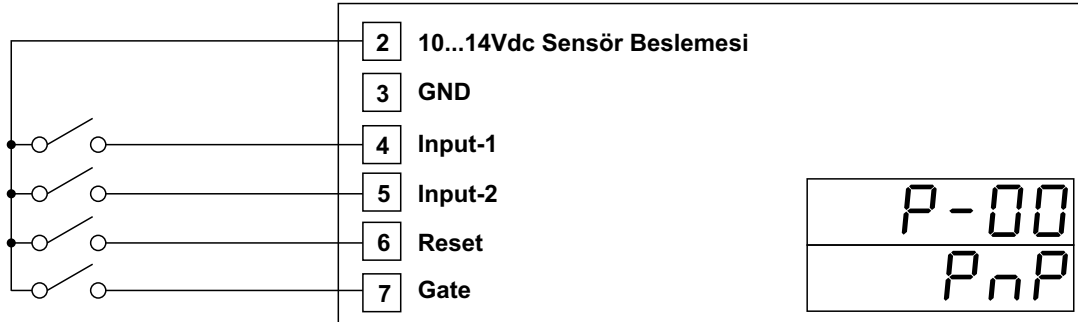 2 10...14Vdc Sensör Beslemesi
3 GND
4 Input-1
5 Input-2
6 Reset
7 Gate
P-00
PnP